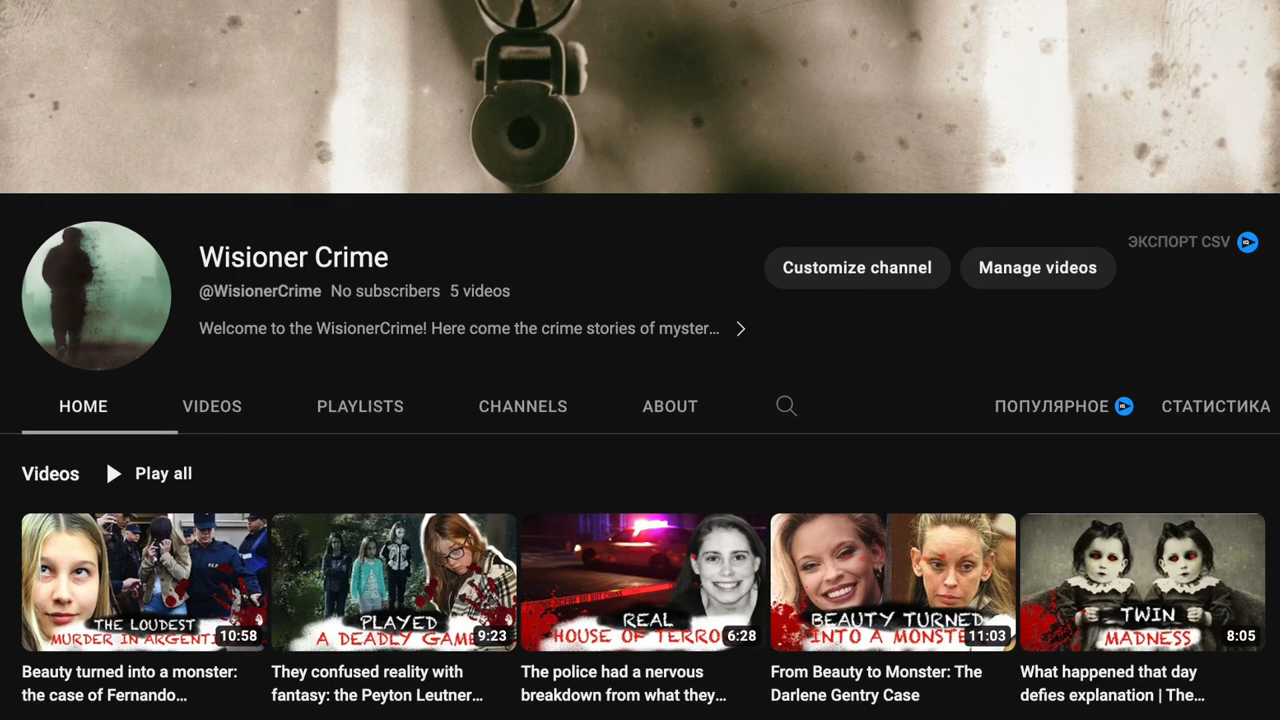 Wisioner Crime
@WisionerCrime No subscribers 5 videos
Welcome to the WisionerCrime! Here come the crime stories of myster...
Customize channel
Manage videos
ЭКСПОРТ CSV
HOME
VIDEOS
PLAYLISTS
CHANNELS
ABOUT
ПОПУЛЯРНОЕ
СТАТИСТИКА
Videos
Play all
THE LOUDEST
MURDER IN ARGENTI
10:58
Beauty turned into a monster:
the case of Fernando...
PLAYED
A DEADLY GAME
9:23
They confused reality with
fantasy: the Peyton Leutner...
REAL
HOUSE OF TERRO
6:28
The police had a nervous
breakdown from what they...
BEAUTY TURNED
INTO A MONSTE
11:03
From Beauty to Monster: The
Darlene Gentry Case
TWIN
MADNESS
8:05
What happened that day
defies explanation | The...